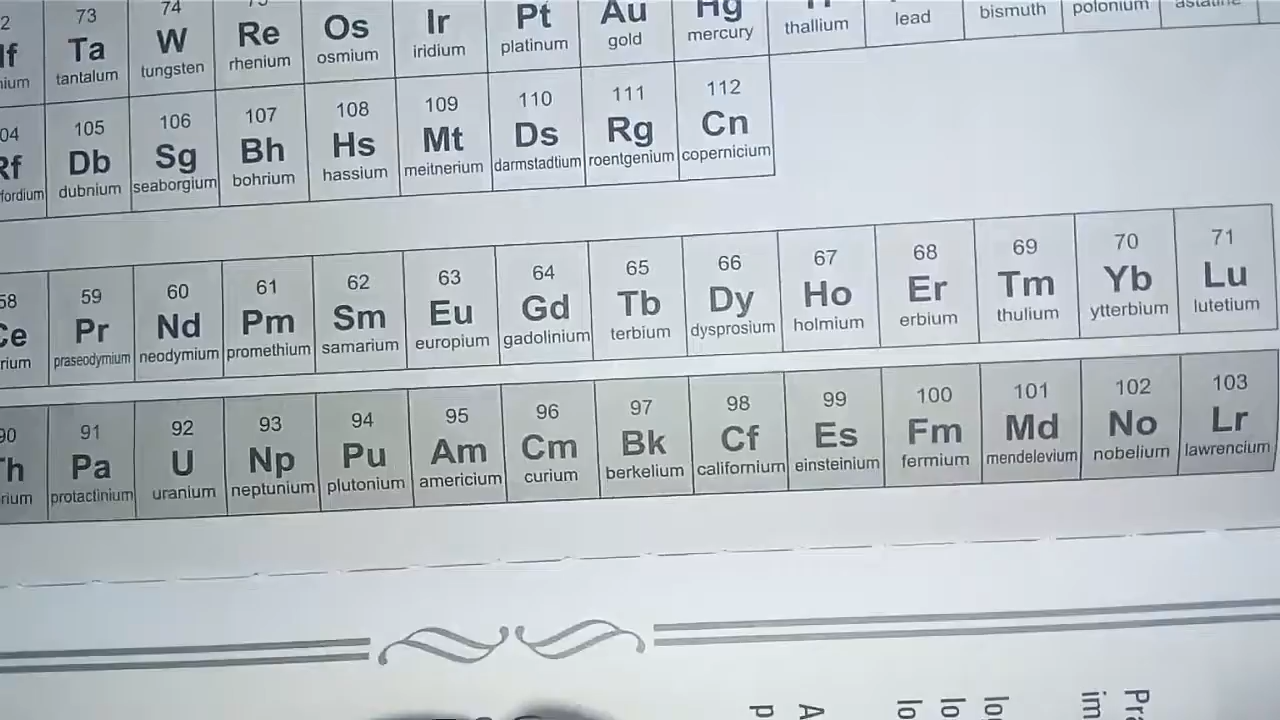 73 74
Ta W Re Os Ir Pt Au Hg
tantalum tungsten rhenium osmium iridium platinum gold mercury thallium lead bismuth polonium
105 106 107 108 109 110 111 112
Db Sg Bh Hs Mt Ds Rg Cn
dubnium seaborgium bohrium hassium meitnerium darmstadtium roentgenium copernicium
58 59 60 61 62 63 64 65 66 67 68 69 70 71
Ce Pr Nd Pm Sm Eu Gd Tb Dy Ho Er Tm Yb Lu
praseodymium neodymium promethium samarium europium gadolinium terbium dysprosium holmium erbium thulium ytterbium lutetium
90 91 92 93 94 95 96 97 98 99 100 101 102 103
Pa U Np Pu Am Cm Bk Cf Es Fm Md No Lr
protactinium uranium neptunium plutonium americium curium berkelium californium einsteinium fermium mendelevium nobelium lawrencium